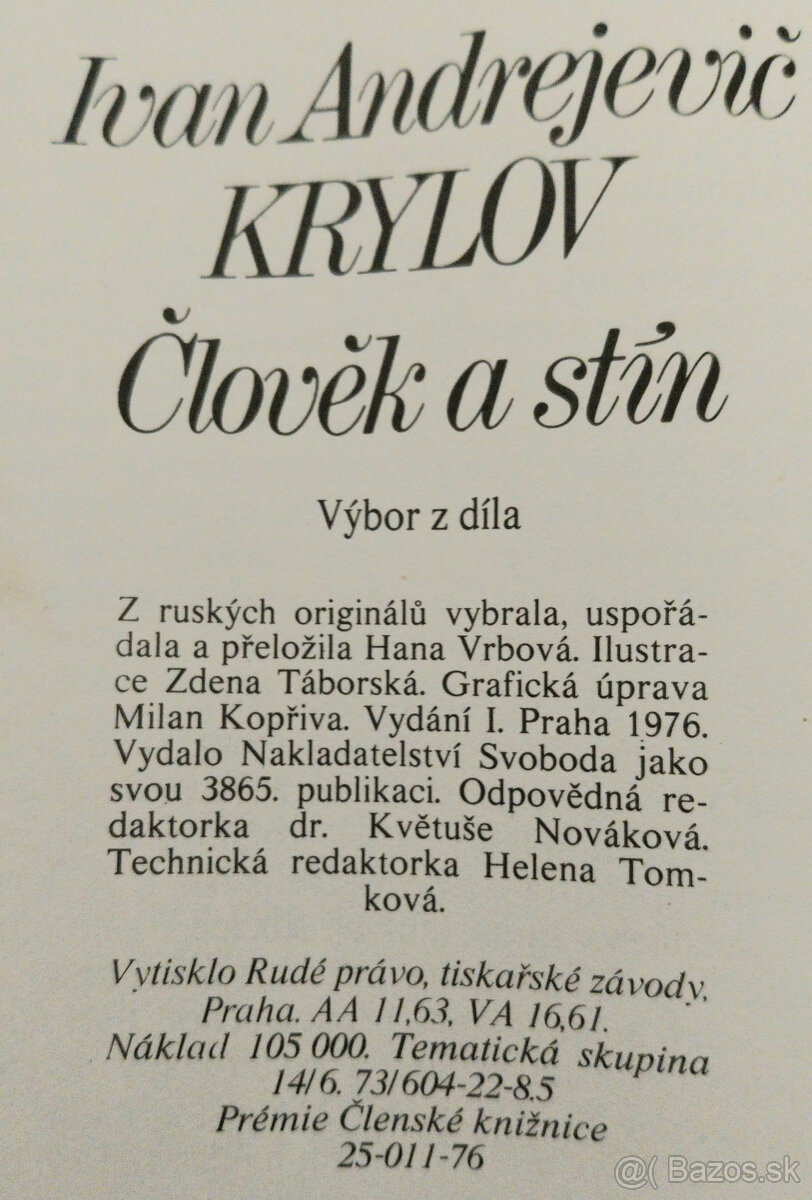 Ivan Andrejevič
KRYLOV
Člověk a stín
Výbor z díla
Z ruských originálů vybrala, uspořá-
dala a přeložila Hana Vrbová. Ilustra-
ce Zdena Táborská. Grafická úprava
Milan Kopřiva. Vydání I. Praha 1976.
Vydalo Nakladatelství Svoboda jako
svou 3865. publikaci. Odpovědná re-
daktorka dr. Květuše Nováková.
Technická redaktorka Helena Tom-
ková.
Vytisklo Rudé právo, tiskařské závody,
Praha. AA 11,63, VA 16,61.
Náklad 105 000. Tematická skupina
14/6. 73/604-22-8.5
Prémie Členské knižnice
25-011-76
@( Bazos.sk